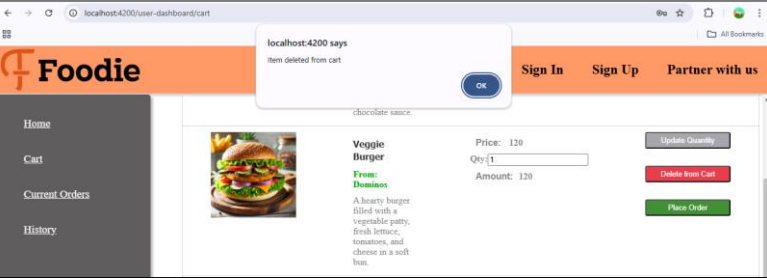 localhost:4200/user-dashboard/cart
All Bookmarks
localhost:4200 says
Item deleted from cart
OK
Foodie
Sign In
Sign Up
Partner with us
Home
Cart
Current Orders
History
chocolate sauce.
Veggie
Burger
From:
Dominos
A hearty burger
filled with a
vegetable patty,
fresh lettuce,
tomatoes, and
cheese in a soft
bun.
Price: 120
Qty:1
Amount: 120
Update Quantity
Delete from Cart
Place Order